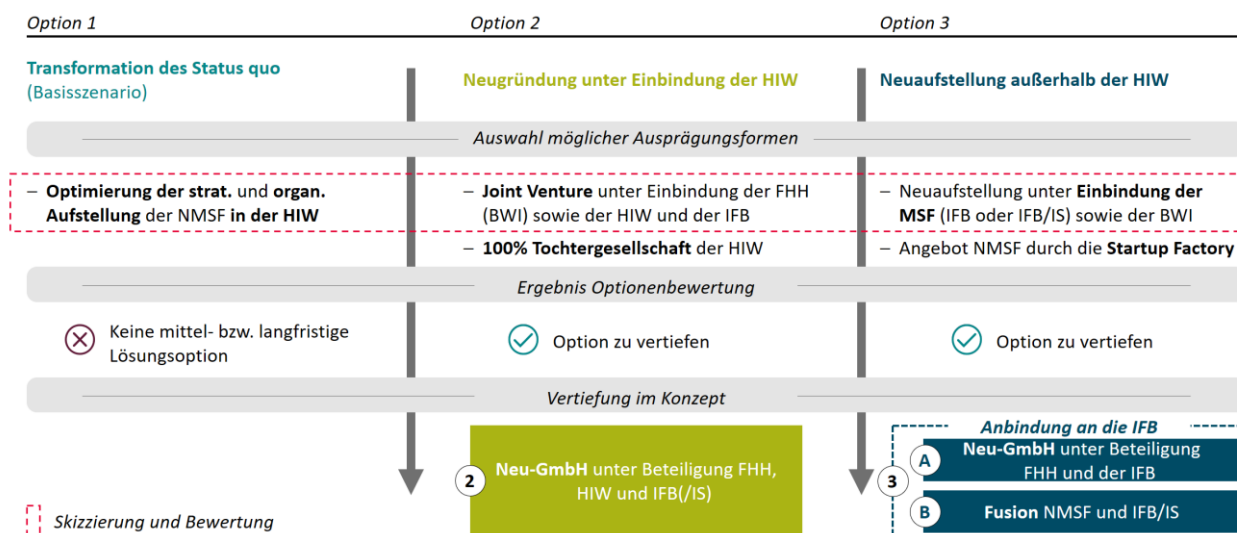 Option 1
Option 2
Option 3
Transformation des Status quo
(Basisszenario)
Neugründung unter Einbindung der HIW
Neuaufstellung außerhalb der HIW
Auswahl möglicher Ausprägungsformen
– Optimierung der strat. und organ.
Aufstellung der NMSF in der HIW
– Joint Venture unter Einbindung der FHH
(BWI) sowie der HIW und der IFB
– 100% Tochtergesellschaft der HIW
– Neuaufstellung unter Einbindung der
MSF (IFB oder IFB/IS) sowie der BWI
– Angebot NMSF durch die Startup Factory
Ergebnis Optionenbewertung
Keine mittel- bzw. langfristige
Lösungsoption
Option zu vertiefen
Option zu vertiefen
Vertiefung im Konzept
2
Neu-GmbH unter Beteiligung FHH,
HIW und IFB(/IS)
Anbindung an die IFB
3
A
Neu-GmbH unter Beteiligung
FHH und der IFB
B
Fusion NMSF und IFB/IS
Skizzierung und Bewertung